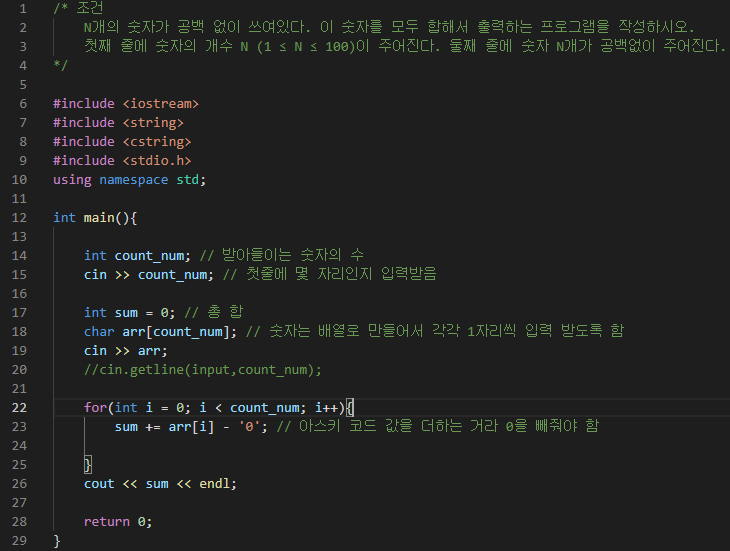 1 /* 조건
2 N개의 숫자가 공백 없이 쓰여있다. 이 숫자를 모두 합해서 출력하는 프로그램을 작성하시오.
3 첫째 줄에 숫자의 개수 N (1 ≤ N ≤ 100)이 주어진다. 둘째 줄에 숫자 N개가 공백없이 주어진다.
4 */
5
6 #include <iostream>
7 #include <string>
8 #include <cstring>
9 #include <stdio.h>
10 using namespace std;
11
12 int main(){
13
14 int count_num; // 받아들이는 숫자의 수
15 cin >> count_num; // 첫줄에 몇 자리인지 입력받음
16
17 int sum = 0; // 총 합
18 char arr[count_num]; // 숫자는 배열로 만들어서 각각 1자리씩 입력 받도록 함
19 cin >> arr;
20 //cin.getline(input,count_num);
21
22 for(int i = 0; i < count_num; i++){
23 sum += arr[i] - '0'; // 아스키 코드 값을 더하는 거라 0을 빼줘야 함
24
25 }
26 cout << sum << endl;
27
28 return 0;
29 }